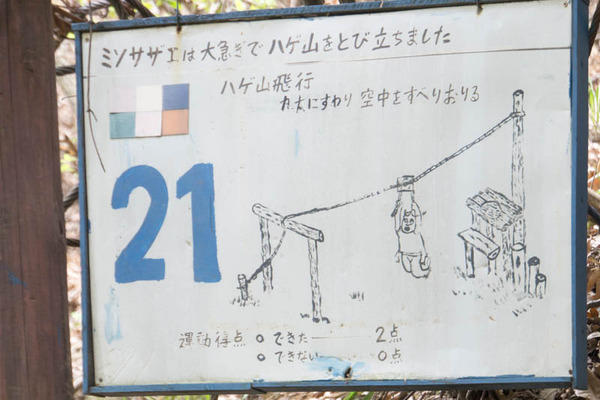 ミソサザエは大急ぎでハゲ山をとび立ちました
ハゲ山飛行
丸太にすわり 空中をすべりおりる
21
運動得点 ○ できた―― 2点
○ できない―― 0点